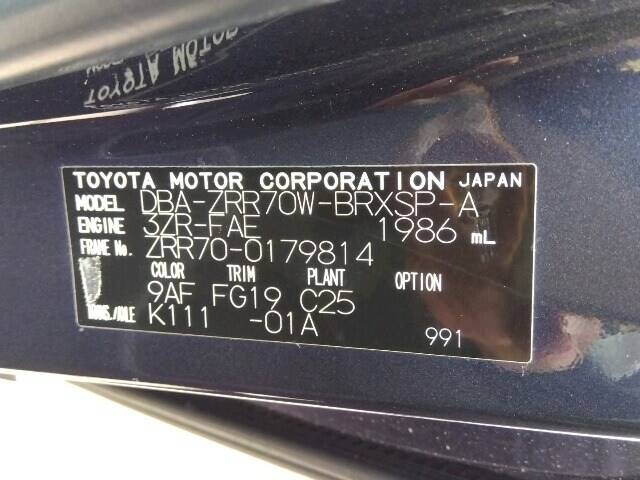 TOYOTA MOTOR CORPORATION JAPAN
MODEL DBA-ZRR70W-BRXSP-A
ENGINE 3ZR-FAE 1986 mL
FRAME No. ZRR70-0179814
COLOR TRIM PLANT OPTION
9AF FG19 C25
TRANS./AXLE K111 -01A
991